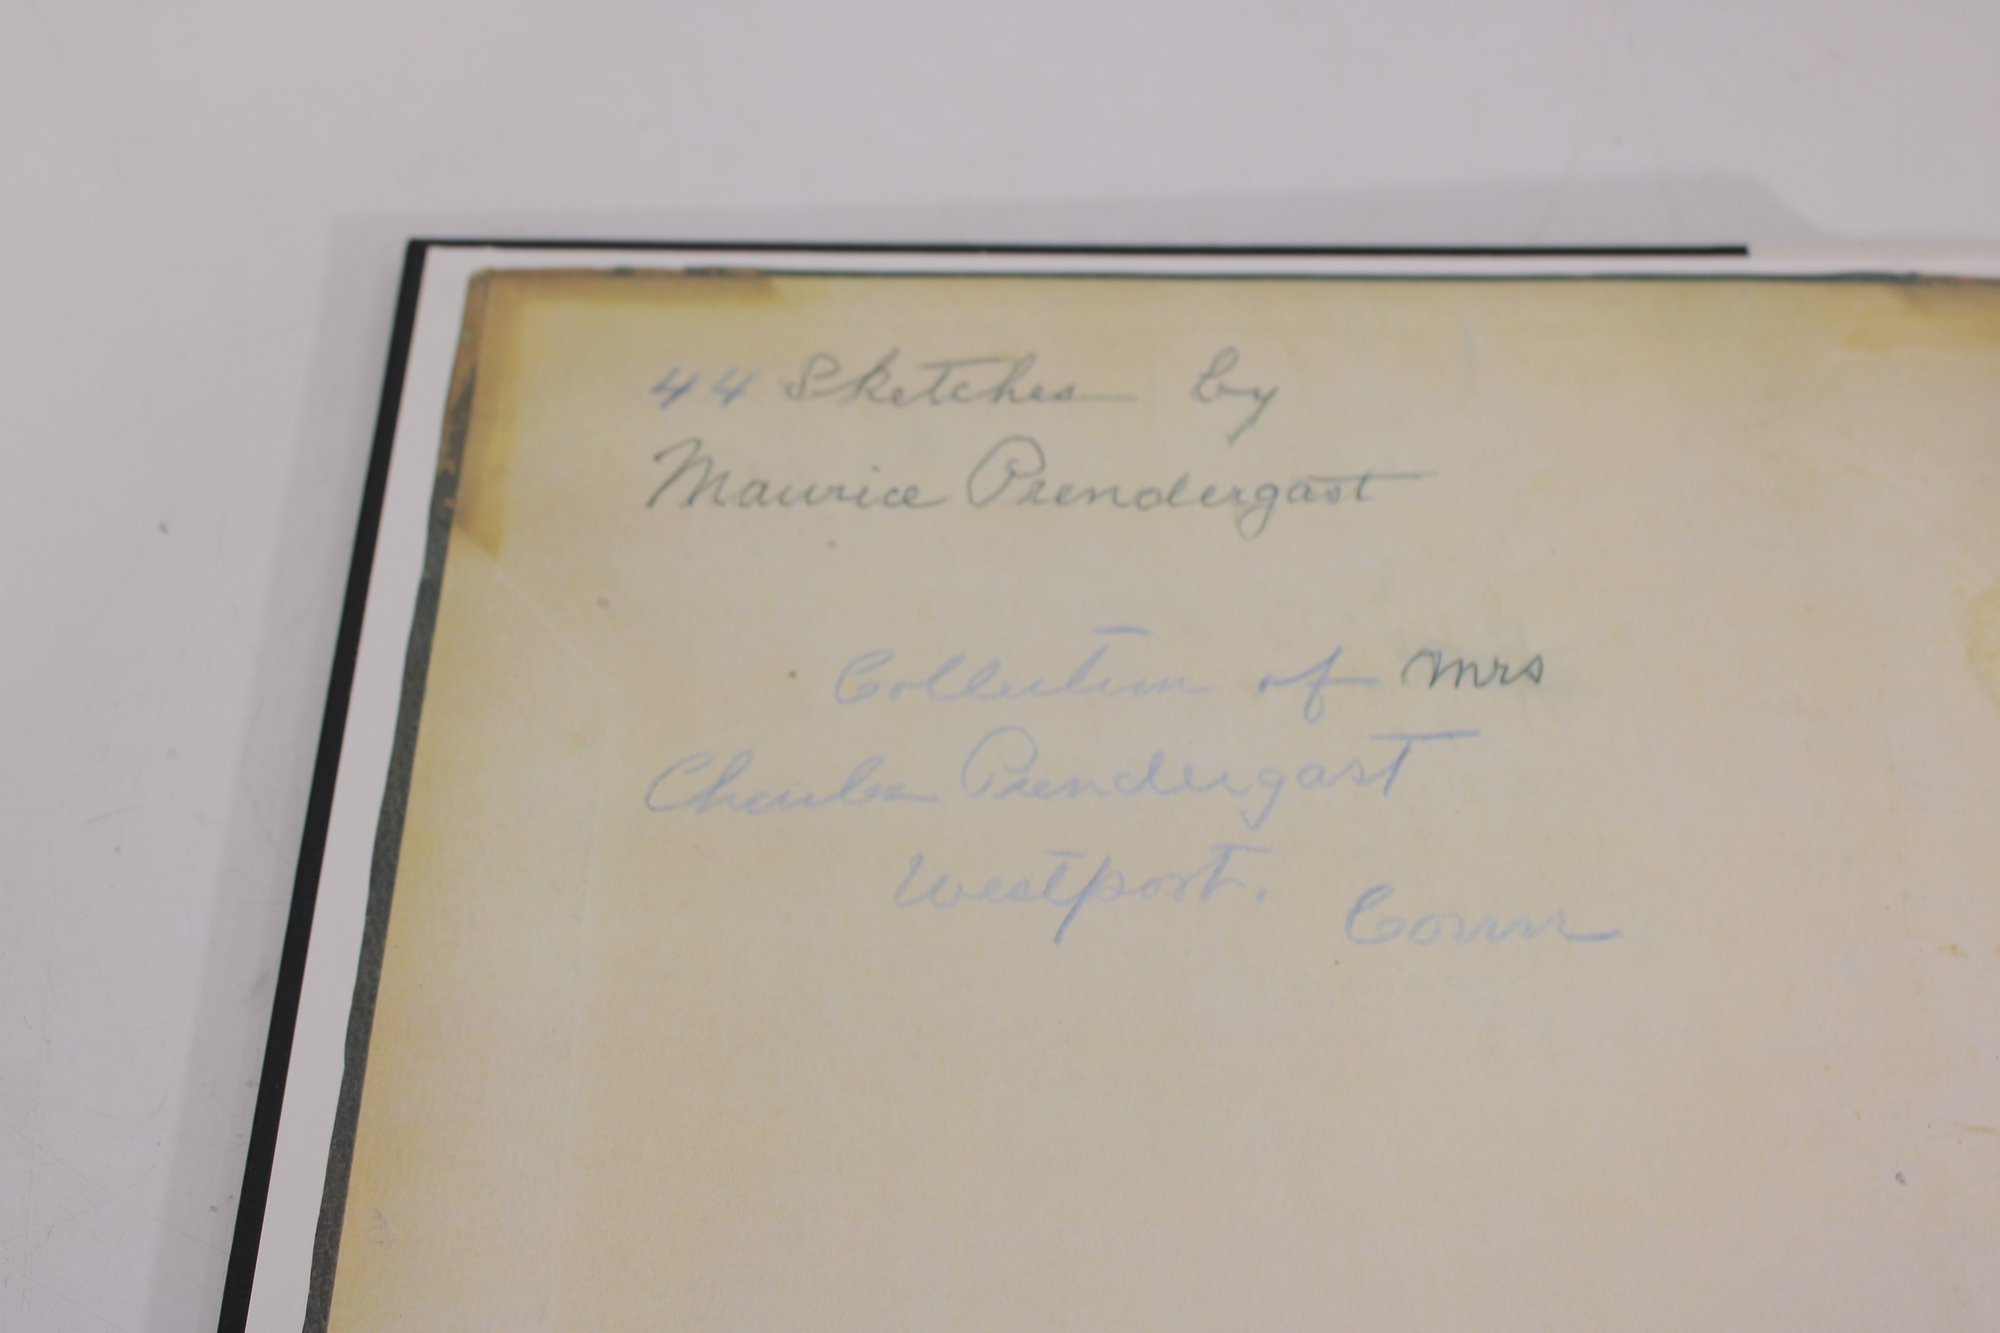 44 Sketches by
Maurice Prendergast
Collection of Mrs
Charles Prendergast
Westport. Conn